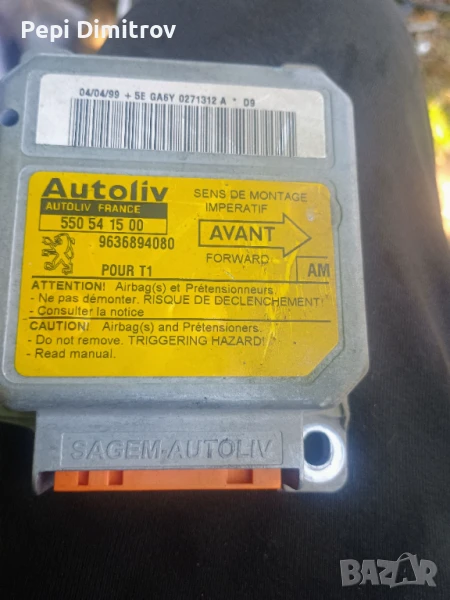 Pepi Dimitrov
04/04/99 + 5E GA6Y 0271312 A * D9
Autoliv
AUTOLIV FRANCE
550 54 15 00
9636894080
POUR T1
SENS DE MONTAGE
IMPERATIF
AVANT
FORWARD
AM
ATTENTION! Airbag(s) et Prétensionneurs.
- Ne pas démonter. RISQUE DE DECLENCHEMENT!
- Consulter la notice
CAUTION! Airbag(s) and Prétensioners.
- Do not remove. TRIGGERING HAZARD!
- Read manual.
SAGEM-AUTOLIV
BAZAR